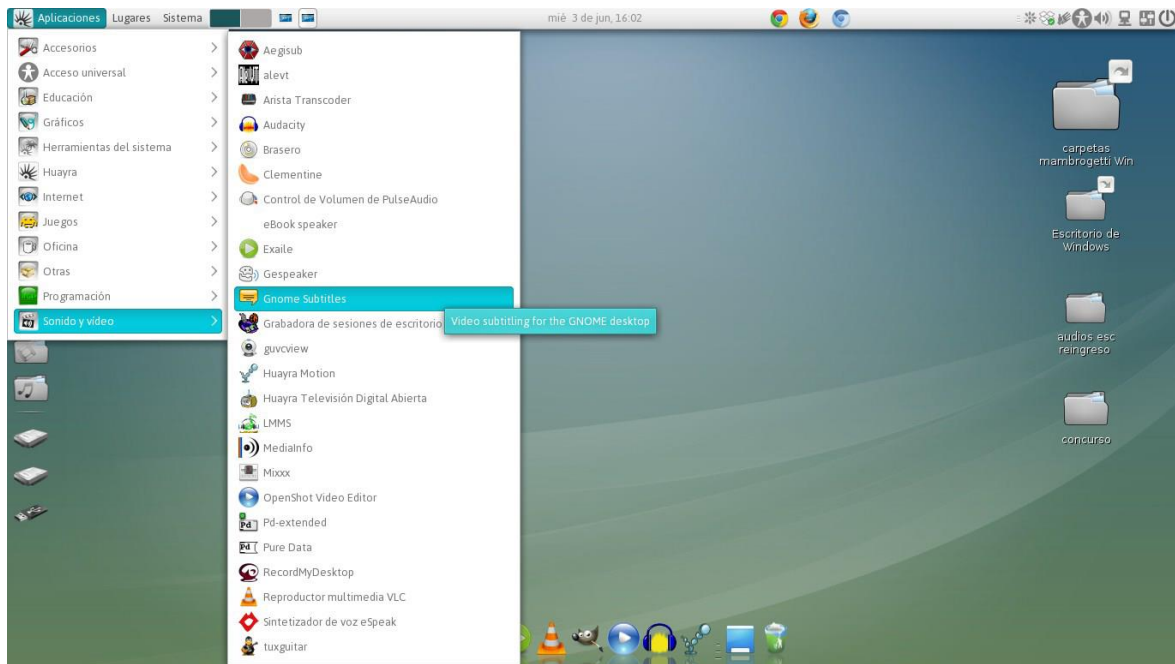 Aplicaciones Lugares Sistema
mié 3 de jun, 16:02
Accesorios
Acceso universal
Educación
Gráficos
Herramientas del sistema
Huayra
Internet
Juegos
Oficina
Otras
Programación
Sonido y vídeo
Aegisub
alevt
Arista Transcoder
Audacity
Brasero
Clementine
Control de Volumen de PulseAudio
eBook speaker
Exaile
Gespeaker
Gnome Subtitles
Grabadora de sesiones de escritorio
Video subtitling for the GNOME desktop
guvcview
Huayra Motion
Huayra Televisión Digital Abierta
LMMS
MediaInfo
Mixxx
OpenShot Video Editor
Pd-extended
Pure Data
RecordMyDesktop
Reproductor multimedia VLC
Sintetizador de voz eSpeak
tuxguitar
carpetas
mambrogetti Win
Escritorio de
Windows
audios esc
reingreso
concurso